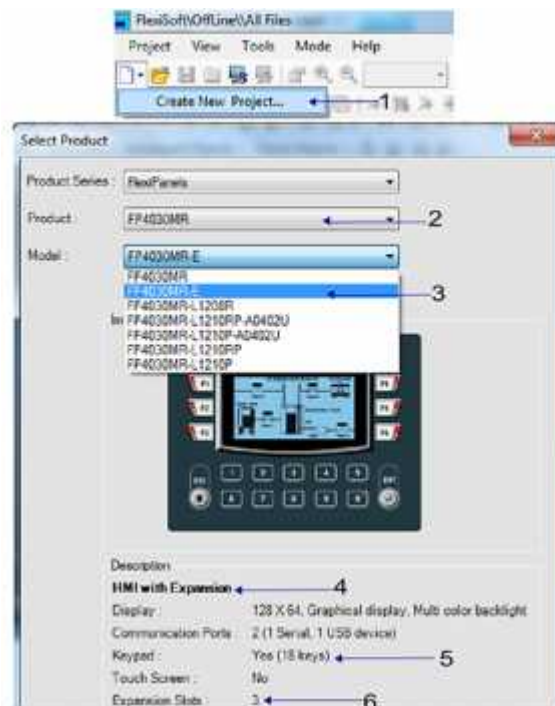 FlexiSoft\OffLine\\All Files
Project View Tools Mode Help
Create New Project... 1
Select Product
Product Series : FlexiPanels
Product FP4030MR 2
Model : FP4030MR-E
FP4030MR
FP4030MR-E 3
FP4030MR-L1208R
FP4030MR-L1210RP-A0402U
FP4030MR-L1210P-A0402U
FP4030MR-L1210RP
FP4030MR-L1210P
Description
HMI with Expansion 4
Display : 128 X 64, Graphical display, Multi color backlight
Communication Ports 2 (1 Serial, 1 USB device)
Keypad : Yes (18 keys) 5
Touch Screen : No
Expansion Slots 3 6